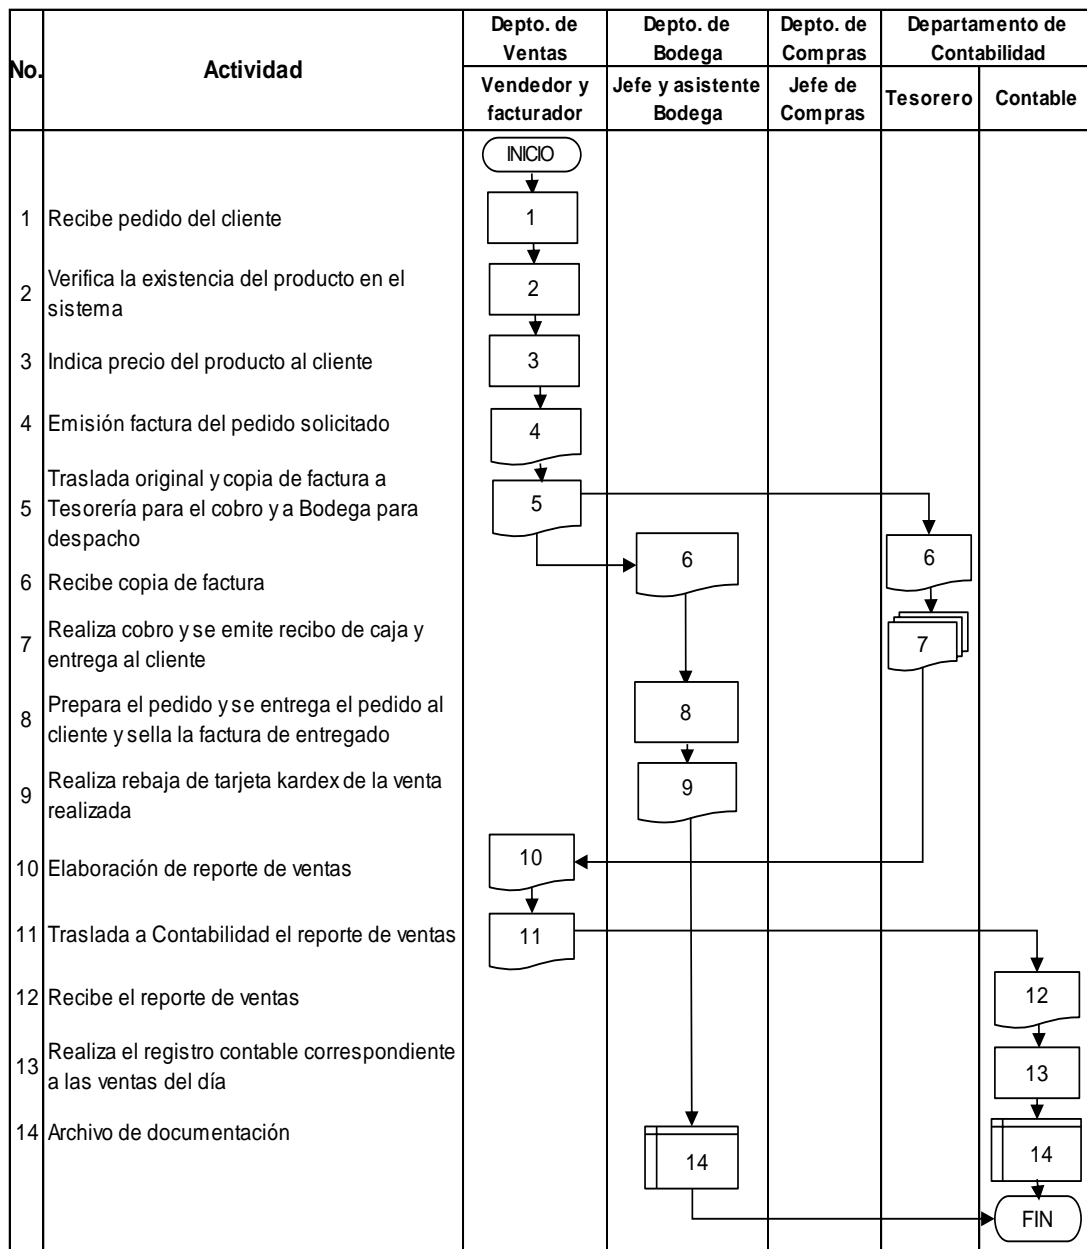 No.
Actividad
Depto. de
Ventas
Depto. de
Bodega
Depto. de
Compras
Departamento de
Contabilidad
Vendedor y
facturador
Jefe y asistente
Bodega
Jefe de
Compras
Tesorero
Contable
INICIO
1 Recibe pedido del cliente
1
2 Verifica la existencia del producto en el
sistema
2
3 Indica precio del producto al cliente
3
4 Emisión factura del pedido solicitado
4
5 Traslada original y copia de factura a
Tesorería para el cobro y a Bodega para
despacho
5
6 Recibe copia de factura
6
6
7 Realiza cobro y se emite recibo de caja y
entrega al cliente
7
8 Prepara el pedido y se entrega el pedido al
cliente y sella la factura de entregado
8
9 Realiza rebaja de tarjeta kardex de la venta
realizada
9
10 Elaboración de reporte de ventas
10
11 Traslada a Contabilidad el reporte de ventas
11
12 Recibe el reporte de ventas
12
13 Realiza el registro contable correspondiente
a las ventas del día
13
14 Archivo de documentación
14
14
FIN